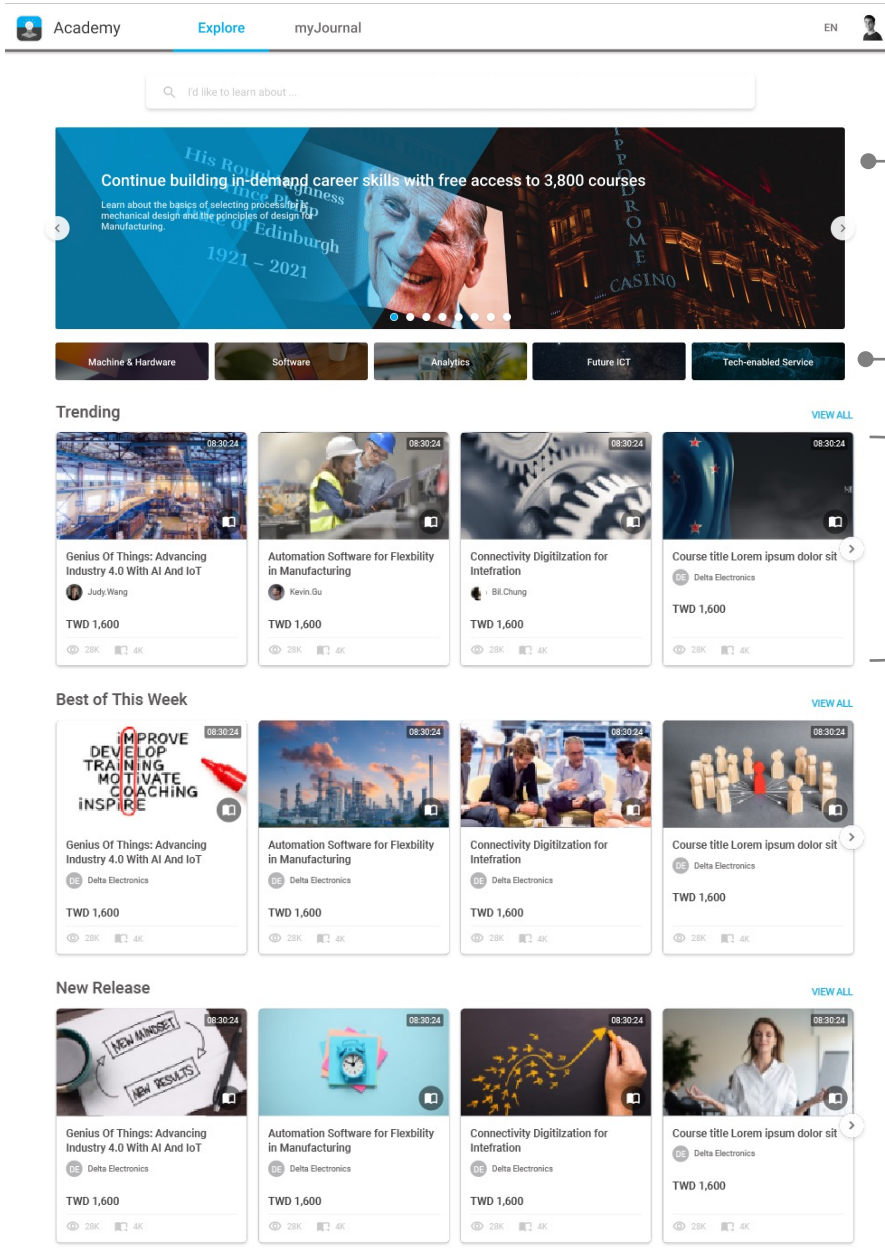 Academy
Explore
myJournal
EN
I'd like to learn about ...
Continue building in-demand career skills with free access to 3,800 courses
Learn about the basics of selecting process for is
mechanical design and the principles of design for
Manufacturing.
of Edinburgh
1921 – 2021
CASINO
Machine & Hardware
Software
Analytics
Future ICT
Tech-enabled Service
Trending
VIEW ALL
08:30:24
08:30:24
08:30:24
08:30:24
Genius Of Things: Advancing
Industry 4.0 With AI And IoT
Judy.Wang
TWD 1,600
28K 4K
Automation Software for Flexbility
in Manufacturing
Kevin.Gu
TWD 1,600
28K 4K
Connectivity Digitilzation for
Intefration
Bil.Chung
TWD 1,600
28K 4K
Course title Lorem ipsum dolor sit
DE Delta Electronics
TWD 1,600
28K 4K
Best of This Week
VIEW ALL
08:30:24
08:30:24
08:30:24
08:30:24
iMPROVE
DEVELOP
TRAiNiNG
MOTiVATE
COACHiNG
iNSPiRE
Genius Of Things: Advancing
Industry 4.0 With AI And IoT
DE Delta Electronics
TWD 1,600
28K 4K
Automation Software for Flexbility
in Manufacturing
DE Delta Electronics
TWD 1,600
28K 4K
Connectivity Digitilzation for
Intefration
DE Delta Electronics
TWD 1,600
28K 4K
Course title Lorem ipsum dolor sit
DE Delta Electronics
TWD 1,600
28K 4K
New Release
VIEW ALL
08:30:24
08:30:24
08:30:24
08:30:24
NEW MINDSET
NEW RESULTS
Genius Of Things: Advancing
Industry 4.0 With AI And IoT
DE Delta Electronics
TWD 1,600
28K 4K
Automation Software for Flexbility
in Manufacturing
DE Delta Electronics
TWD 1,600
28K 4K
Connectivity Digitilzation for
Intefration
DE Delta Electronics
TWD 1,600
28K 4K
Course title Lorem ipsum dolor sit
DE Delta Electronics
TWD 1,600
28K 4K